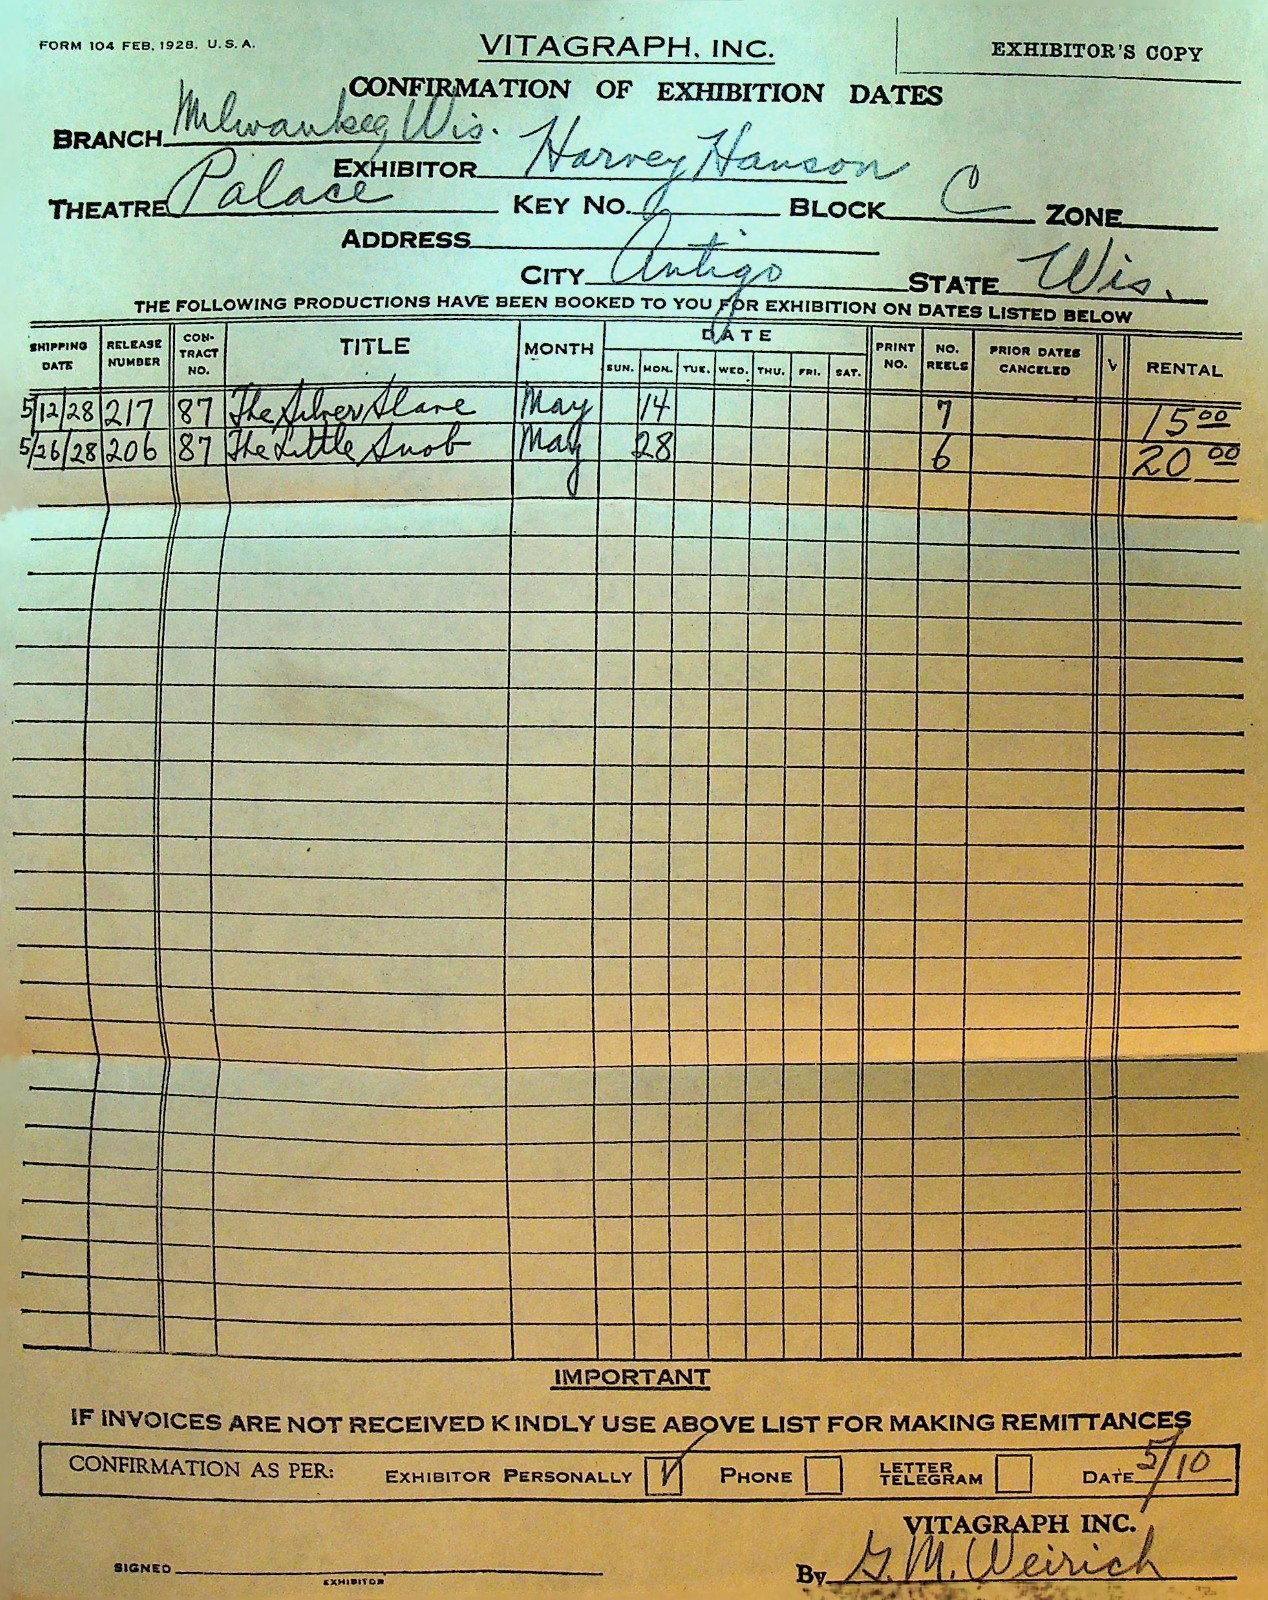 FORM 104 FEB. 1928. U. S. A.
VITAGRAPH, INC.
EXHIBITOR'S COPY
CONFIRMATION OF EXHIBITION DATES
BRANCH Milwaukee, Wis.
EXHIBITOR Harvey Hanson
THEATRE Palace KEY NO. BLOCK C ZONE
ADDRESS
CITY Antigo STATE Wis.
THE FOLLOWING PRODUCTIONS HAVE BEEN BOOKED TO YOU FOR EXHIBITION ON DATES LISTED BELOW
SHIPPING DATE RELEASE NUMBER CON-TRACT NO. TITLE MONTH DATE PRINT NO. NO. REELS PRIOR DATES CANCELED V RENTAL
SUN. MON. TUE. WED. THU. FRI. SAT.
5/12/28 217 87 The Silver Slave May 14 7 15 00
5/26/28 206 87 The Little Snob May 28 6 20 00
IMPORTANT
IF INVOICES ARE NOT RECEIVED KINDLY USE ABOVE LIST FOR MAKING REMITTANCES
CONFIRMATION AS PER: EXHIBITOR PERSONALLY V PHONE LETTER TELEGRAM DATE 5/10
VITAGRAPH INC.
SIGNED By G. M. Weirich
EXHIBITOR